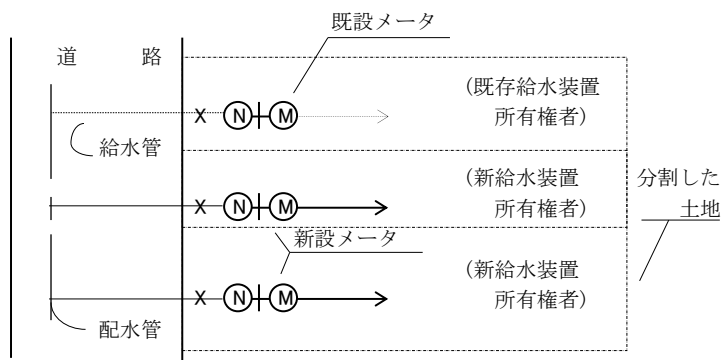 既設メータ
道 路
(既存給水装置
所有権者)
X N M
給水管
(新給水装置
所有権者)
分割した
土地
X N M
新設メータ
(新給水装置
所有権者)
X N M
配水管